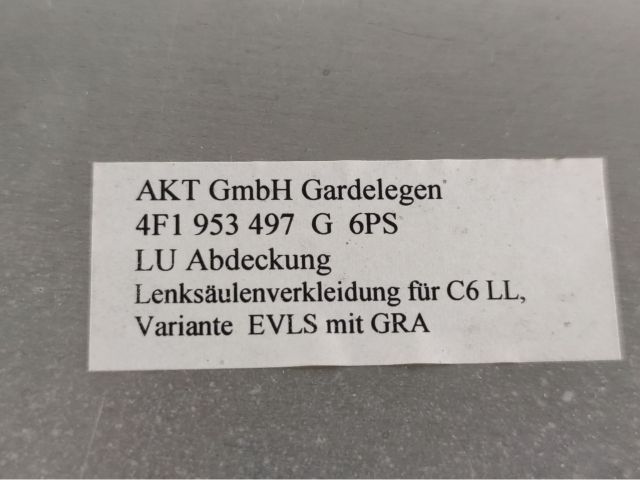 AKT GmbH Gardelegen
4F1 953 497 G 6PS
LU Abdeckung
Lenksäulenverkleidung für C6 LL,
Variante EVLS mit GRA